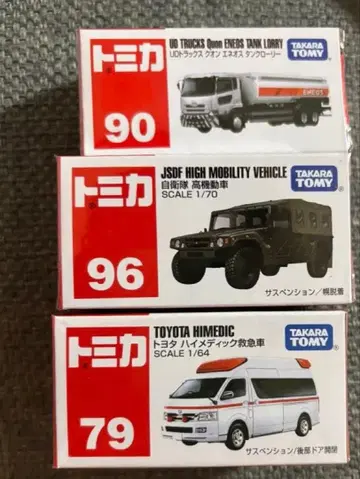 トミカ
90
UD TRUCKS Quon ENEOS TANK LORRY
UDトラックス クオン エネオス タンクローリー
TAKARA
TOMY
ENEOS
トミカ
96
JSDF HIGH MOBILITY VEHICLE
自衛隊 高機動車
SCALE 1/70
TAKARA
TOMY
サスペンション/幌脱着
トミカ
79
TOYOTA HIMEDIC
トヨタ ハイメディック救急車
SCALE 1/64
TAKARA
TOMY
サスペンション/後部ドア開閉